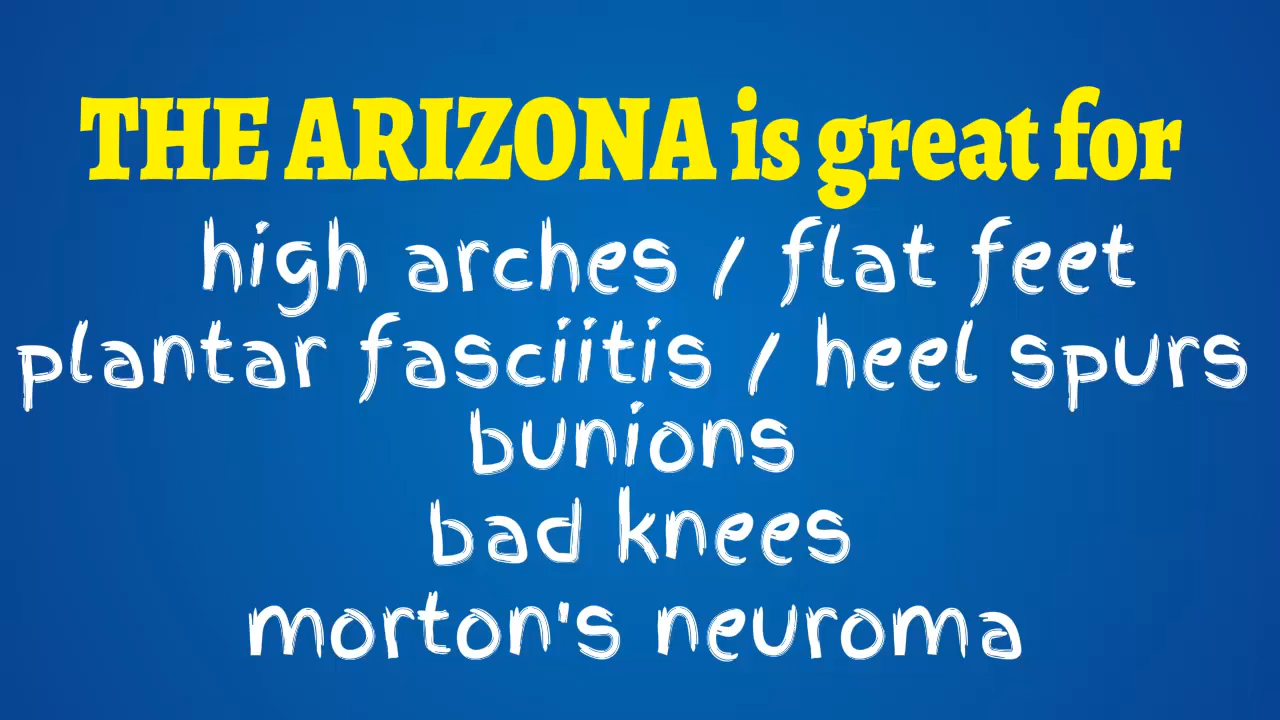 THE ARIZONA is great for
high arches / flat feet
plantar fasciitis / heel spurs
bunions
bad knees
morton's neuroma